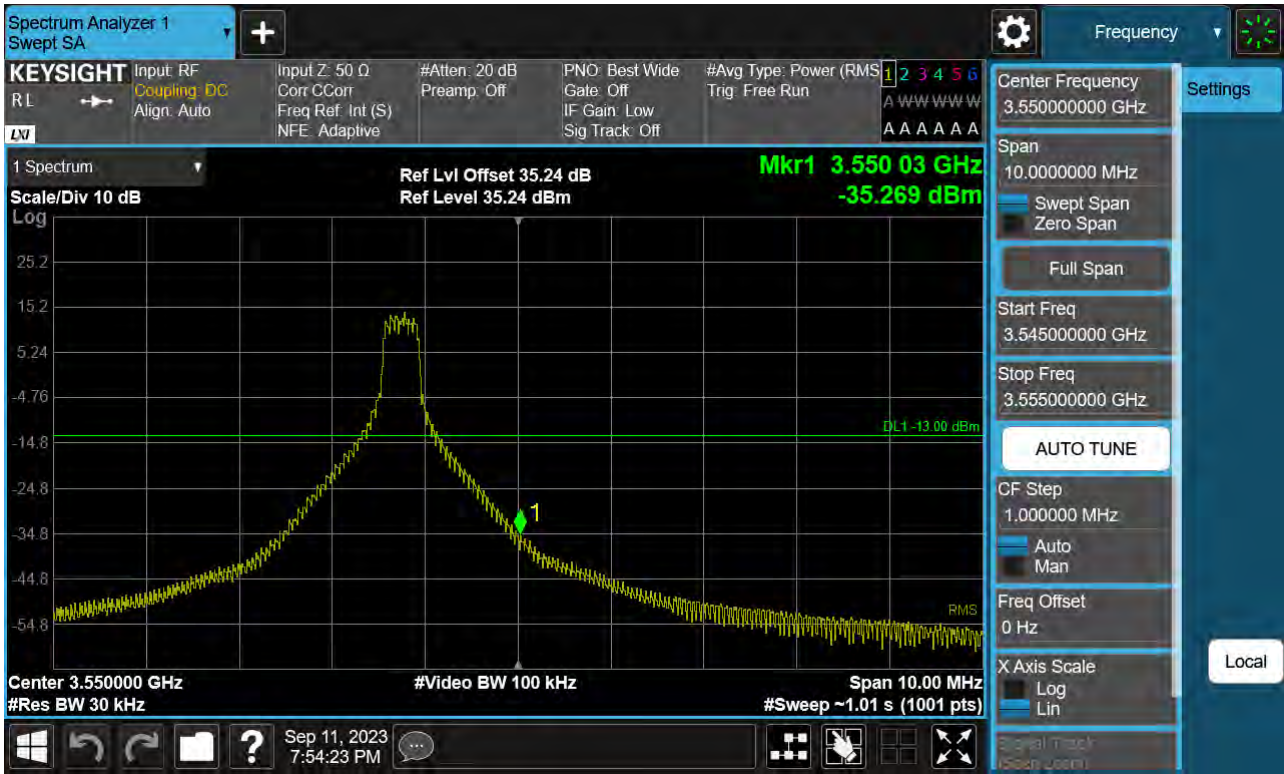 Spectrum Analyzer 1
Swept SA
+
Frequency
KEYSIGHT
RL
LXI
Input: RF
Coupling: DC
Align: Auto
Input Z: 50 Ω
Corr CCorr
Freq Ref: Int (S)
NFE: Adaptive
#Atten: 20 dB
Preamp: Off
PNO: Best Wide
Gate: Off
IF Gain: Low
Sig Track: Off
#Avg Type: Power (RMS
Trig: Free Run
1 2 3 4 5 6
A W W W W W
A A A A A A
1 Spectrum
Scale/Div 10 dB
Ref Lvl Offset 35.24 dB
Ref Level 35.24 dBm
Mkr1 3.550 03 GHz
-35.269 dBm
Log
25.2
15.2
5.24
-4.76
-14.8
-24.8
-34.8
-44.8
-54.8
DL1 -13.00 dBm
1
RMS
Center 3.550000 GHz
#Res BW 30 kHz
#Video BW 100 kHz
Span 10.00 MHz
#Sweep ~1.01 s (1001 pts)
Center Frequency
3.550000000 GHz
Settings
Span
10.0000000 MHz
Swept Span
Zero Span
Full Span
Start Freq
3.545000000 GHz
Stop Freq
3.555000000 GHz
AUTO TUNE
CF Step
1.000000 MHz
Auto
Man
Freq Offset
0 Hz
X Axis Scale
Log
Lin
Signal Track
(Span Zoom)
Local
?
Sep 11, 2023
7:54:23 PM